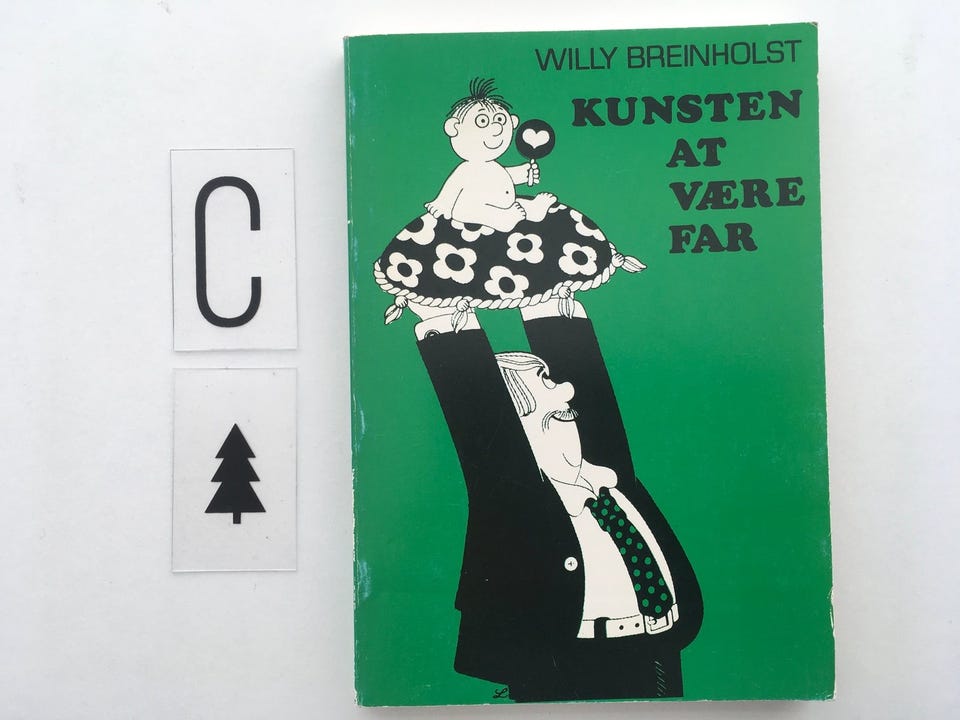 C
WILLY BREINHOLST
KUNSTEN
AT
VÆRE
FAR